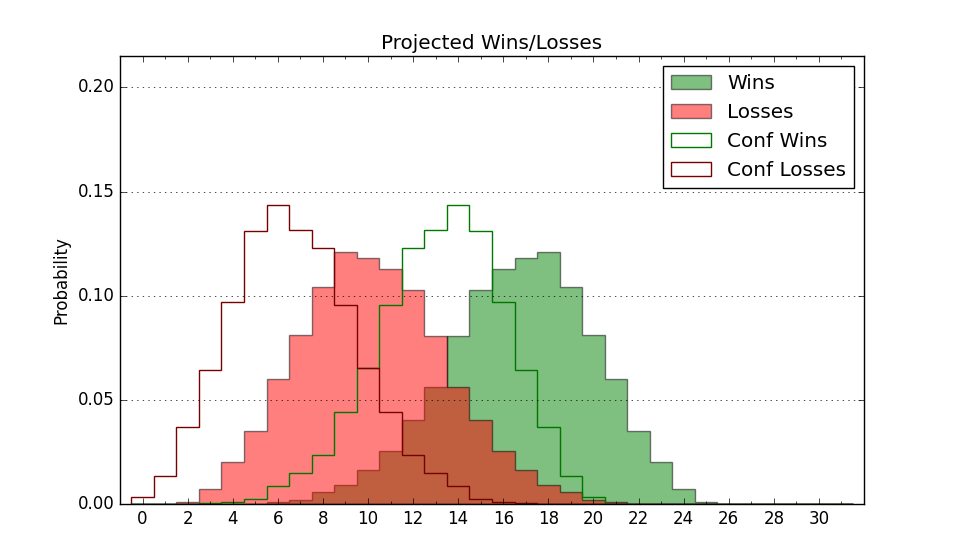 Projected Wins/Losses
0.20
0.15
0.10
0.05
0.00
Probability
Wins
Losses
Conf Wins
Conf Losses
0 2 4 6 8 10 12 14 16 18 20 22 24 26 28 30